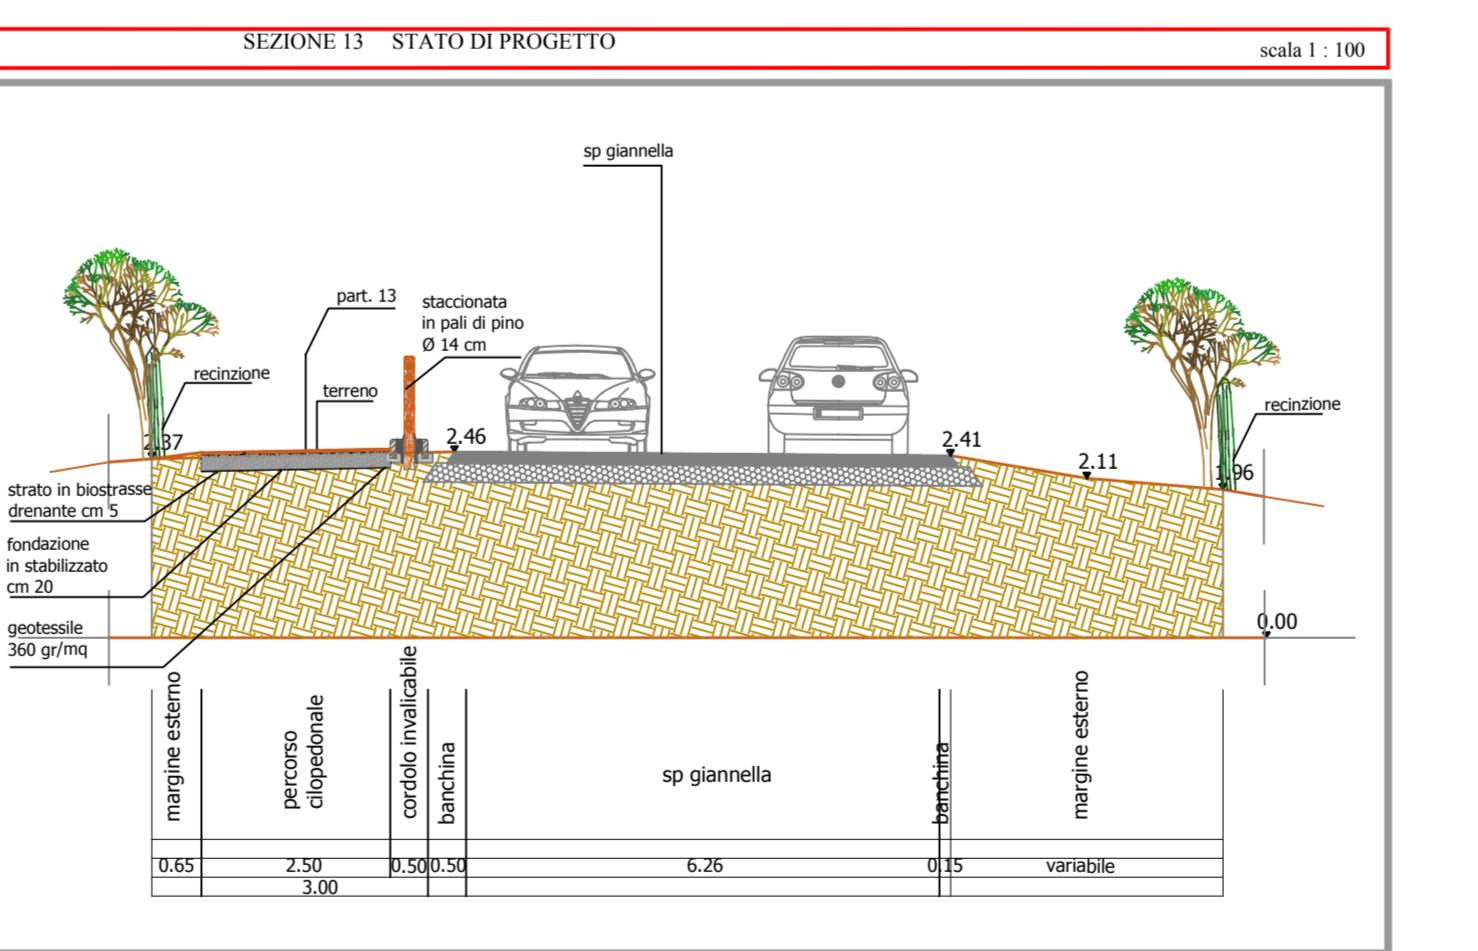 SEZIONE 13 STATO DI PROGETTO
scala 1 : 100
sp giannella
part. 13
staccionata
in pali di pino
Ø 14 cm
recinzione
terreno
recinzione
2.37
2.46
2.41
2.11
1.96
strato in biostrasse
drenante cm 5
fondazione
in stabilizzato
cm 20
geotessile
360 gr/mq
0.00
margine esterno
percorso
cilopedonale
cordolo invalicabile
banchina
sp giannella
banchina
margine esterno
0.65 2.50 0.50 0.50 6.26 0.15 variabile
3.00